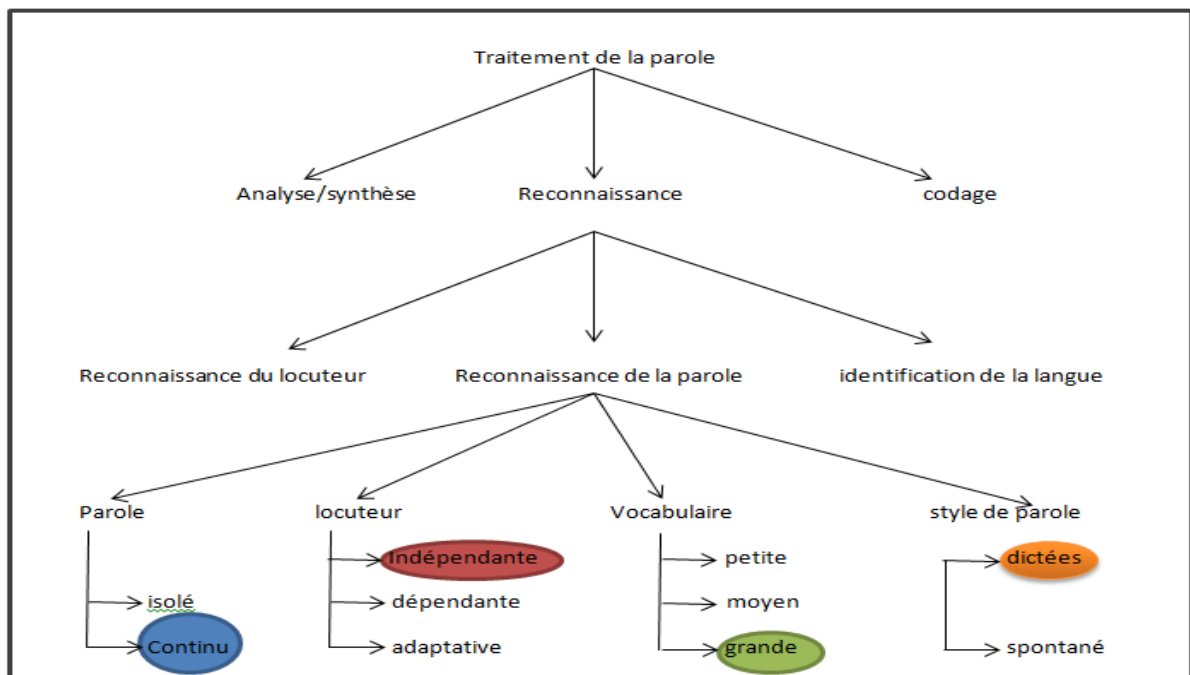 Traitement de la parole
Analyse/synthèse Reconnaissance codage
Reconnaissance du locuteur Reconnaissance de la parole identification de la langue
Parole locuteur Vocabulaire style de parole
Indépendante petite dictées
isolé dépendante moyen
Continu adaptative grande spontané